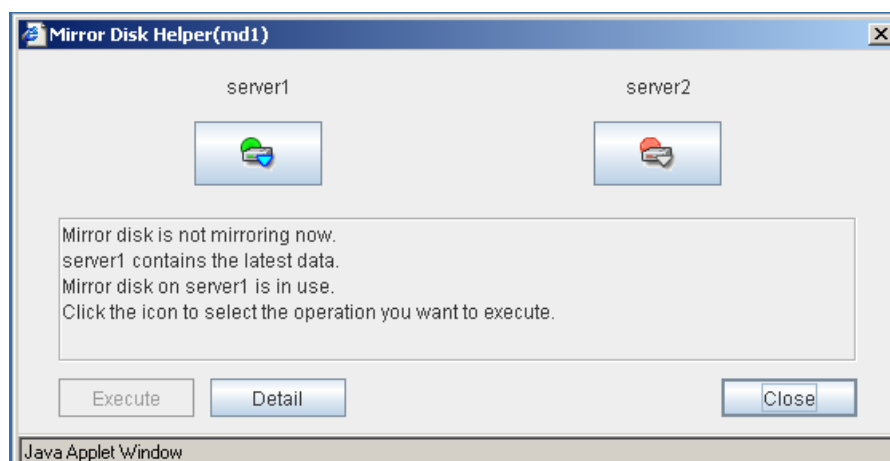 Mirror Disk Helper(md1)
server1
server2
Mirror disk is not mirroring now.
server1 contains the latest data.
Mirror disk on server1 is in use.
Click the icon to select the operation you want to execute.
Execute
Detail
Close
Java Applet Window